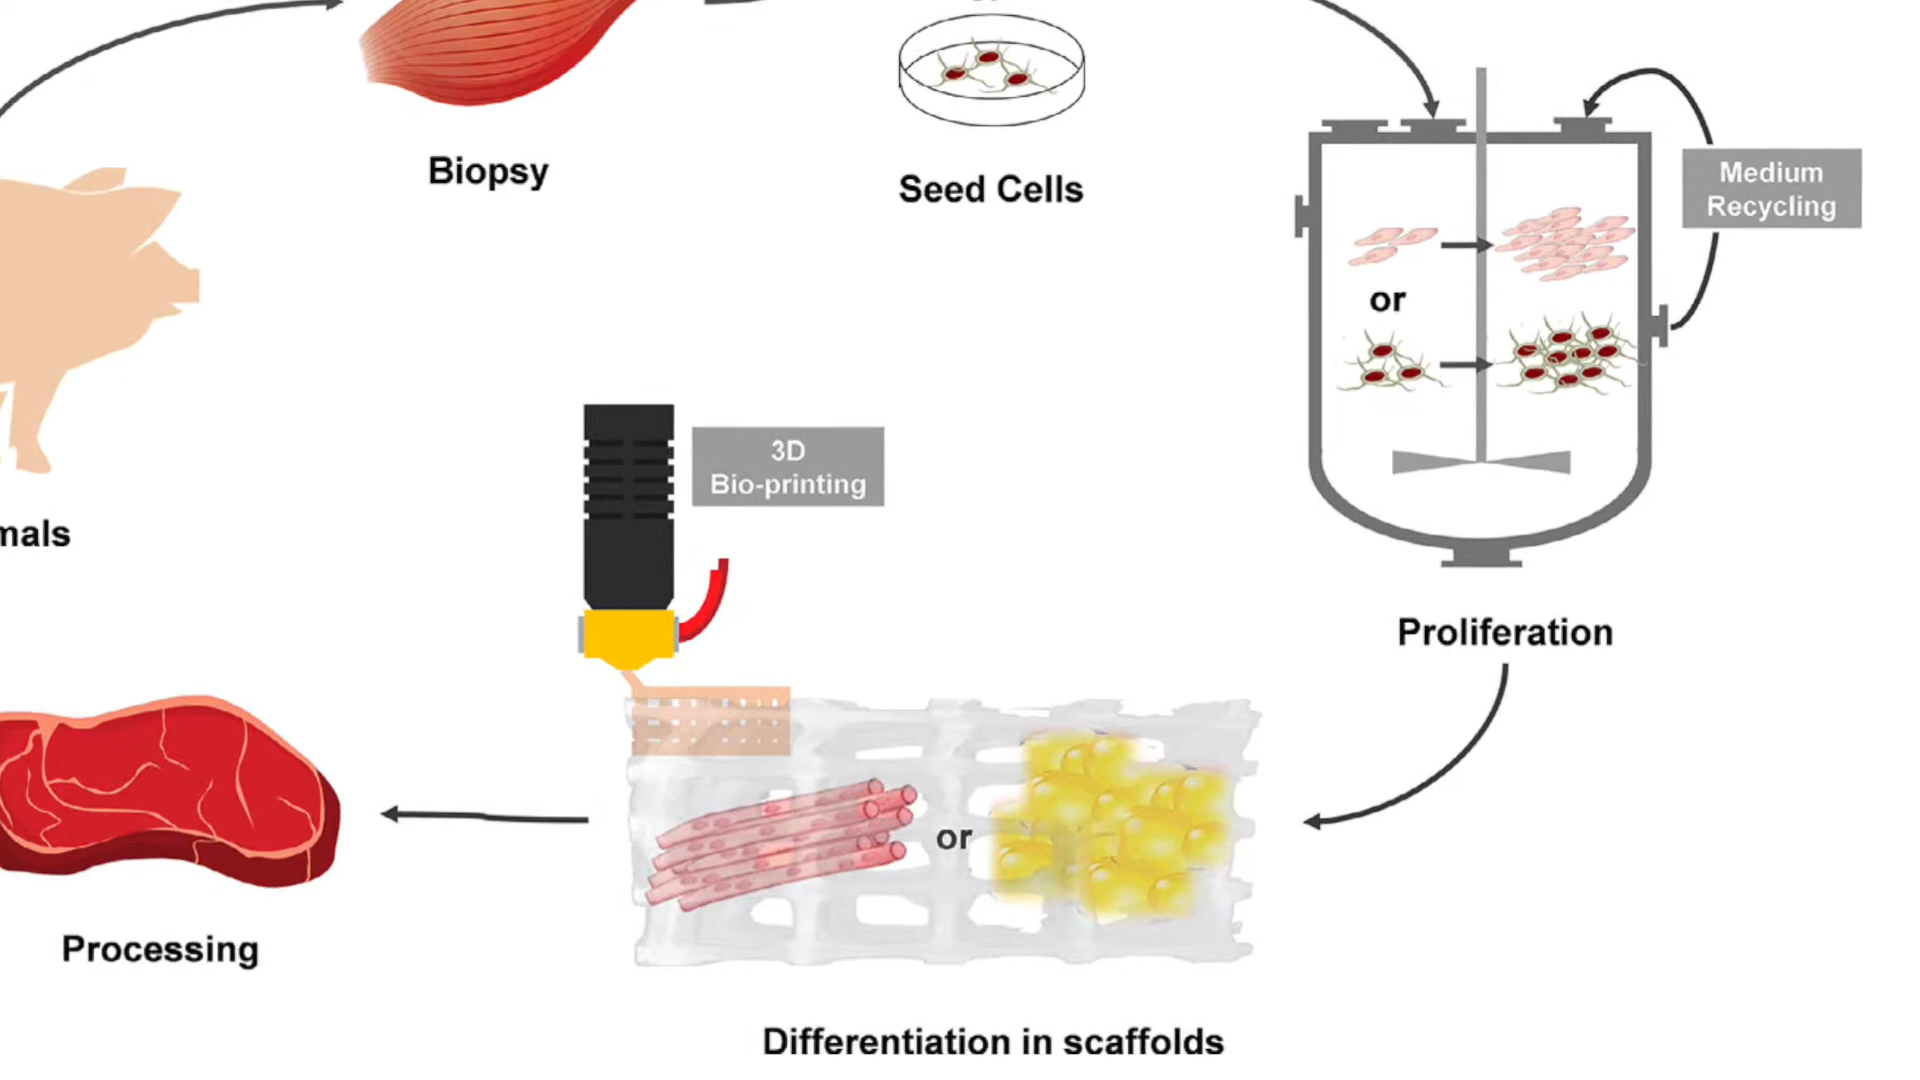 Biopsy
Seed Cells
Medium
Recycling
or
3D
Bio-printing
mals
Proliferation
or
Processing
Differentiation in scaffolds